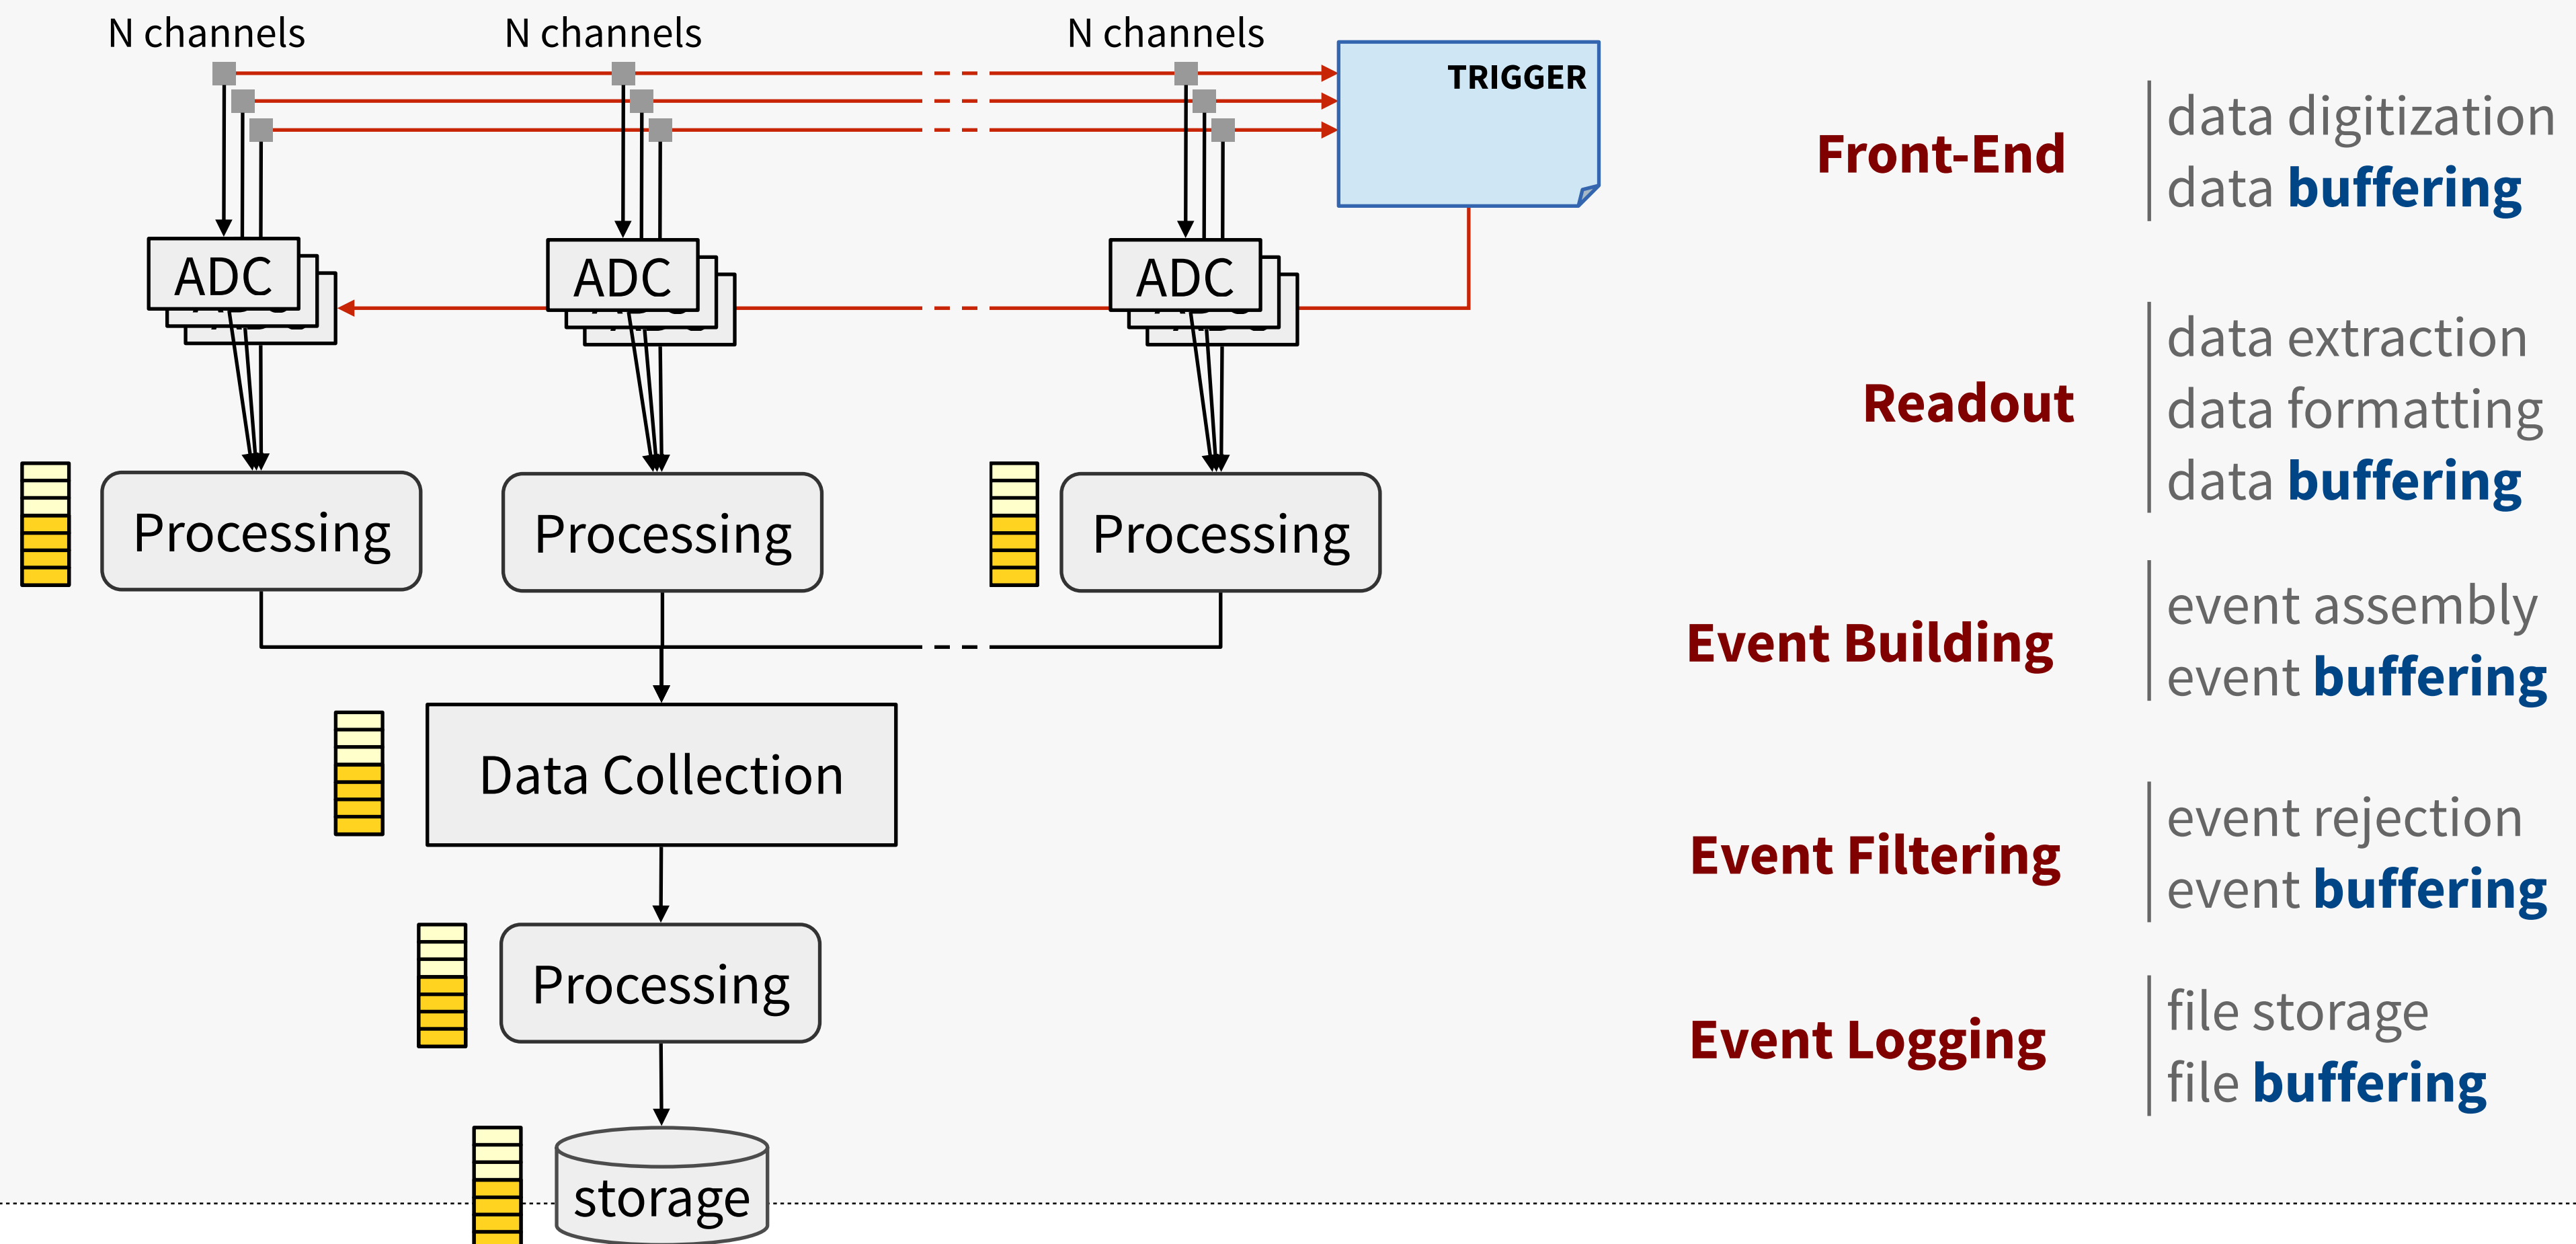 N channels
N channels
N channels
TRIGGER
ADC
ADC
ADC
Processing
Processing
Processing
Data Collection
Processing
storage
Front-End
data digitization
data buffering
Readout
data extraction
data formatting
data buffering
Event Building
event assembly
event buffering
Event Filtering
event rejection
event buffering
Event Logging
file storage
file buffering